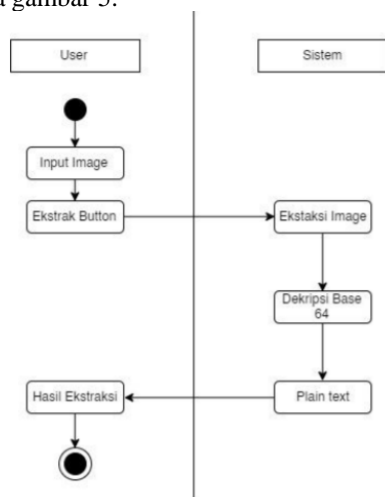 gambar 5.
User
Sistem
Input Image
Ekstrak Button
Ekstaksi Image
Dekripsi Base
64
Hasil Ekstraksi
Plain text